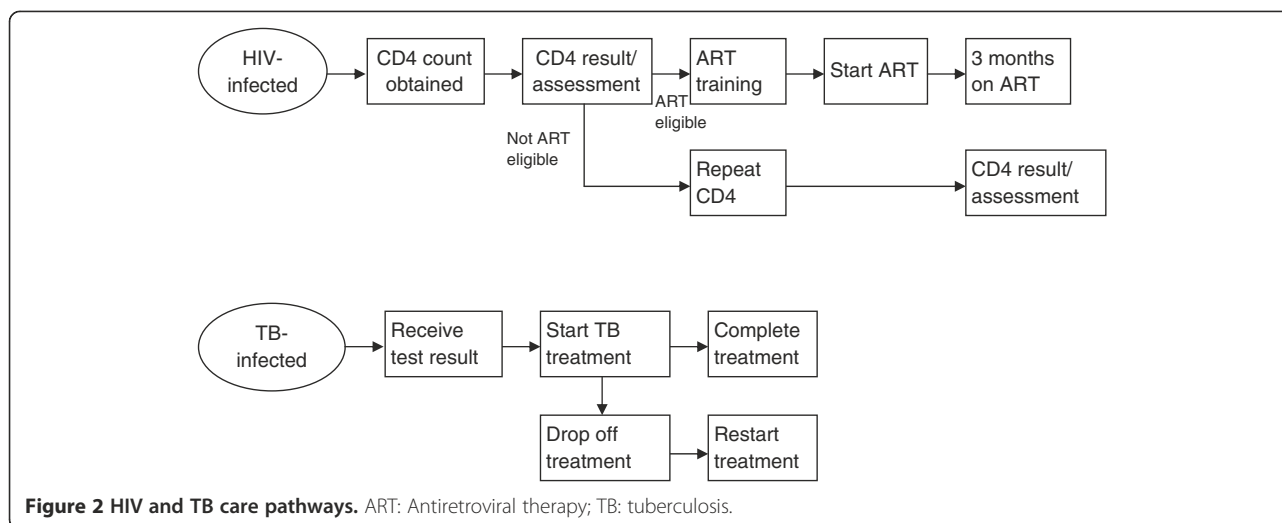 HIV-
infected
CD4 count
obtained
CD4 result/
assessment
ART
training
Start ART
3 months
on ART
ART
eligible
Not ART
eligible
Repeat
CD4
CD4 result/
assessment
TB-
infected
Receive
test result
Start TB
treatment
Complete
treatment
Drop off
treatment
Restart
treatment
Figure 2 HIV and TB care pathways. ART: Antiretroviral therapy; TB: tuberculosis.